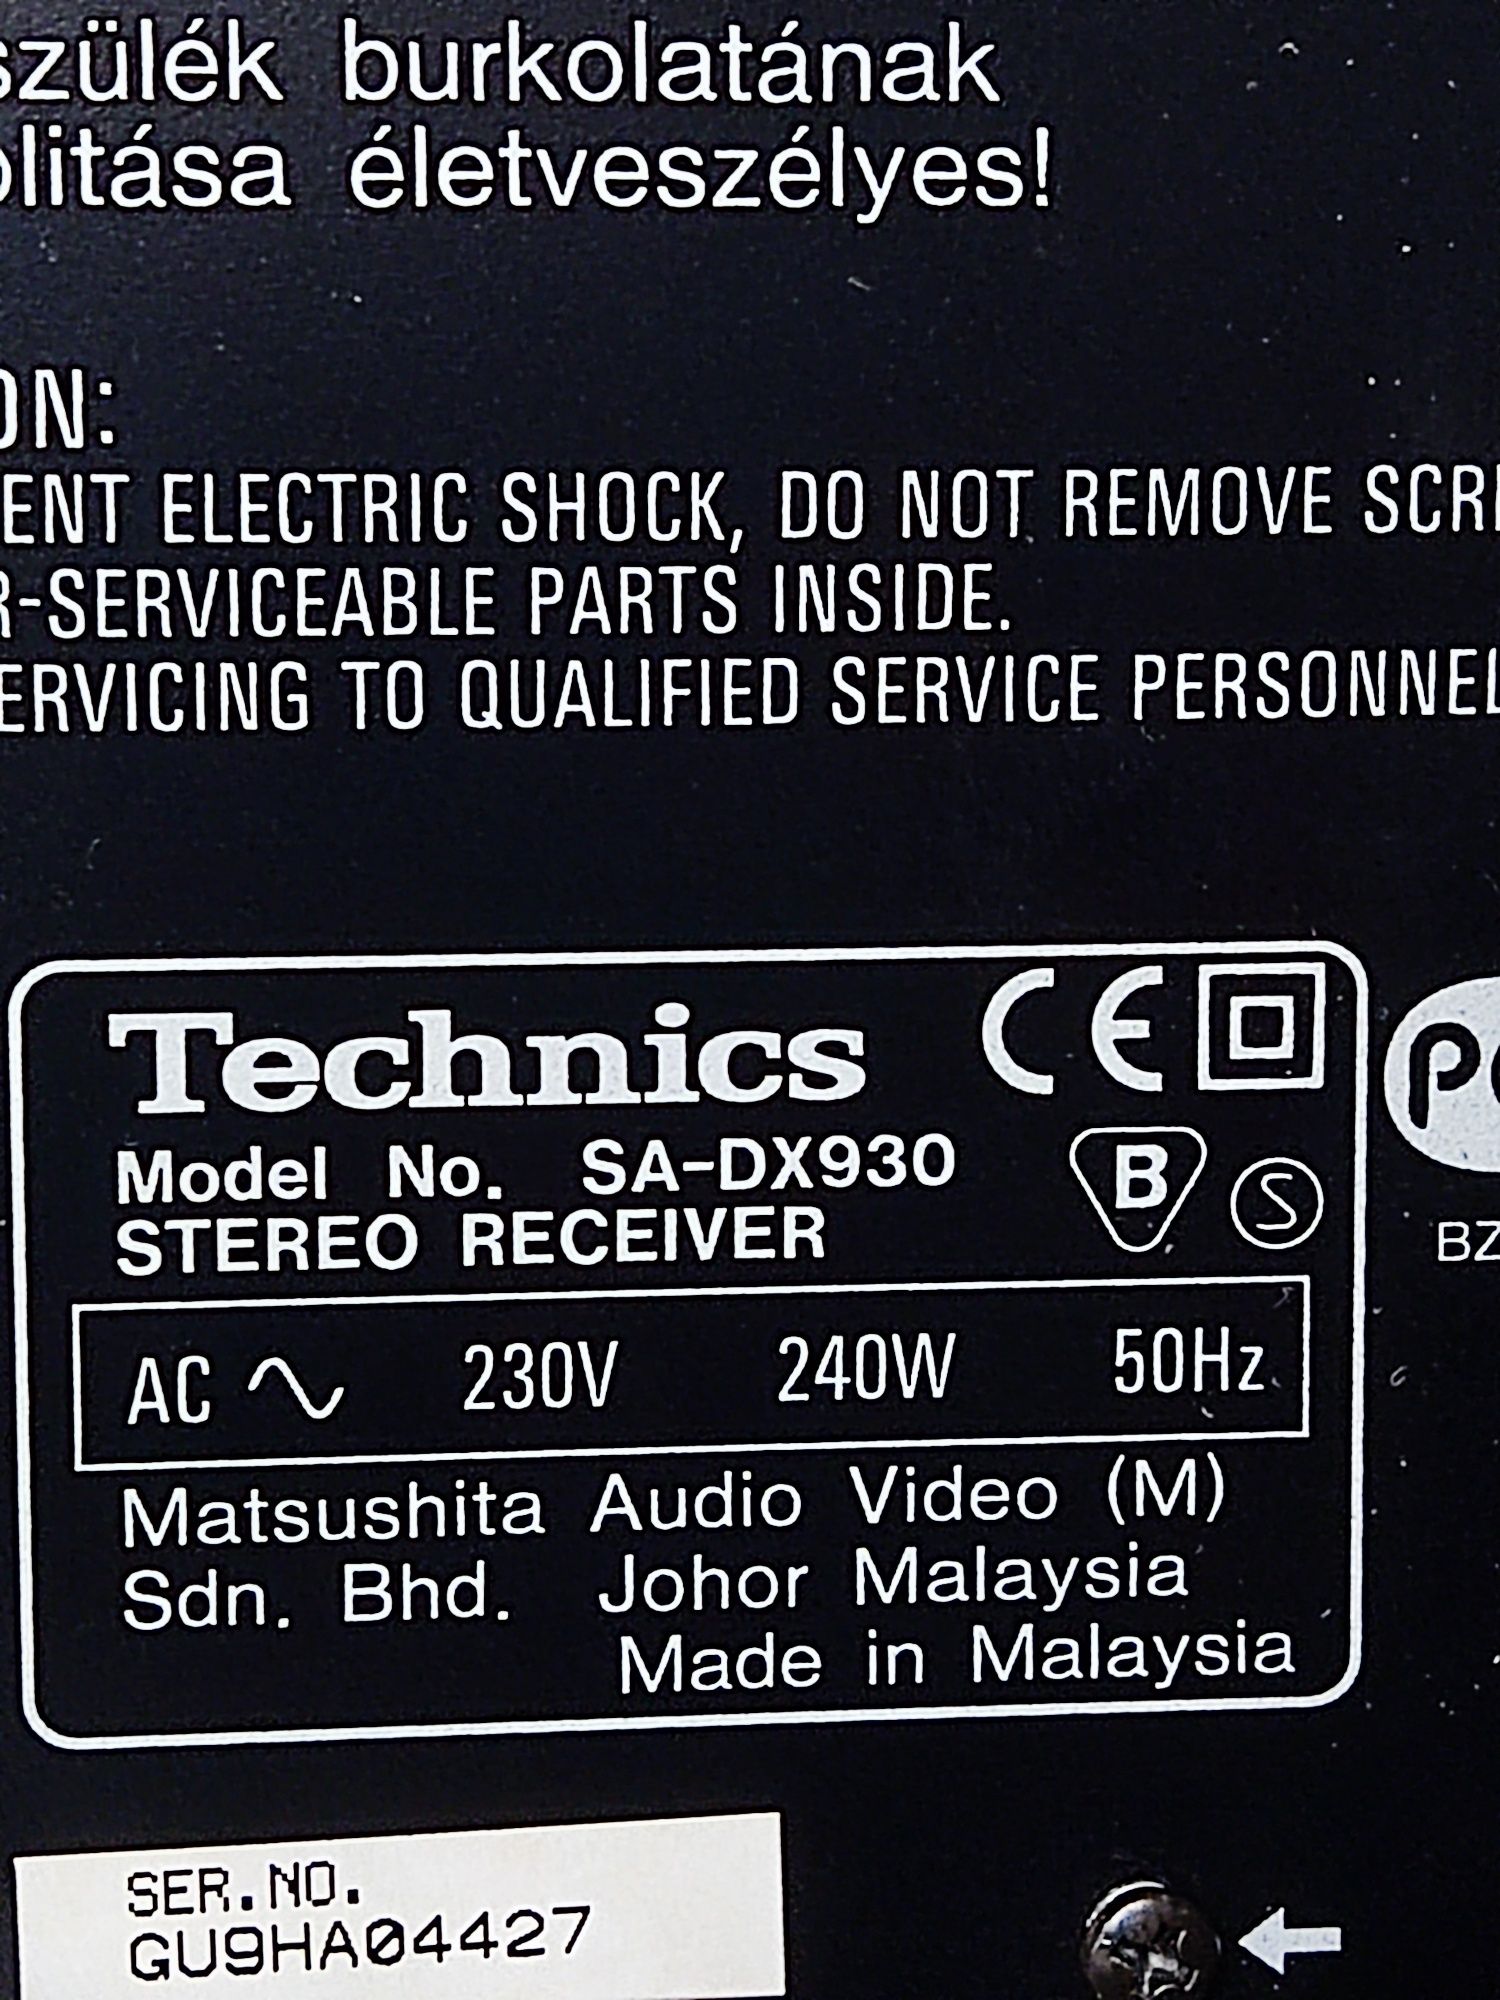 szülék burkolatának
olitása életveszélyes!
ON:
ENT ELECTRIC SHOCK, DO NOT REMOVE SCR
R-SERVICEABLE PARTS INSIDE.
ERVICING TO QUALIFIED SERVICE PERSONNEL
Technics CE
Model No. SA-DX930 B S
STEREO RECEIVER
BZ
AC 230V 240W 50Hz
Matsushita Audio Video (M)
Sdn. Bhd. Johor Malaysia
Made in Malaysia
SER.NO.
GU9HA04427